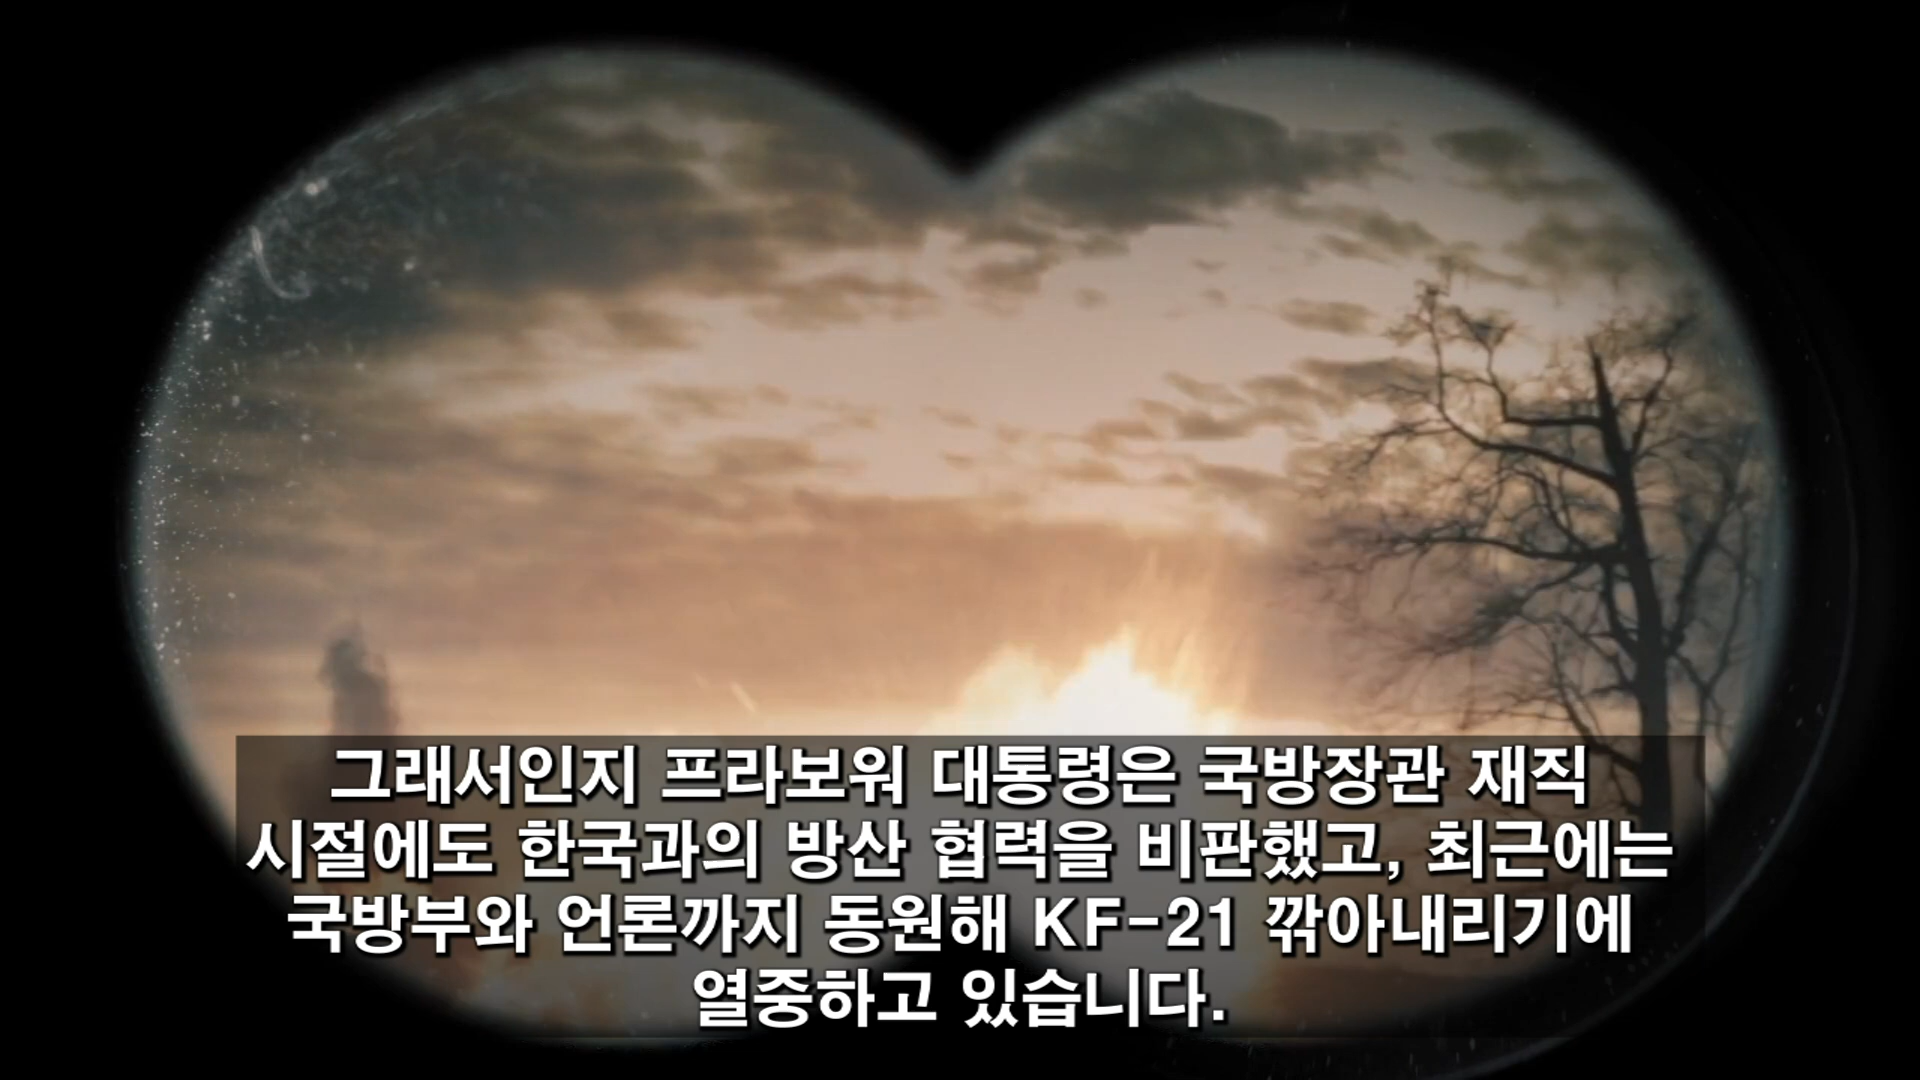 그래서인지 프라보워 대통령은 국방장관 재직
시절에도 한국과의 방산 협력을 비판했고, 최근에는
국방부와 언론까지 동원해 KF-21 깎아내리기에
열중하고 있습니다.